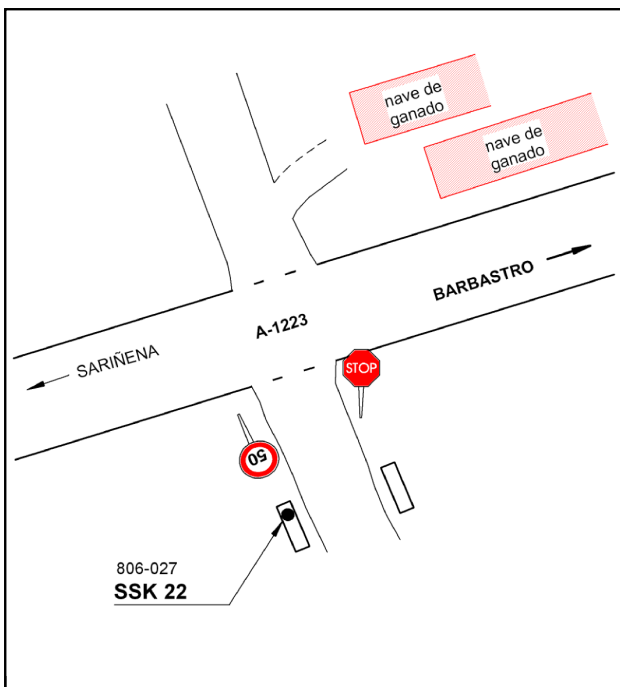 nave de
ganado
nave de
ganado
BARBASTRO
A-1223
SARIÑENA
STOP
50
806-027
SSK 22